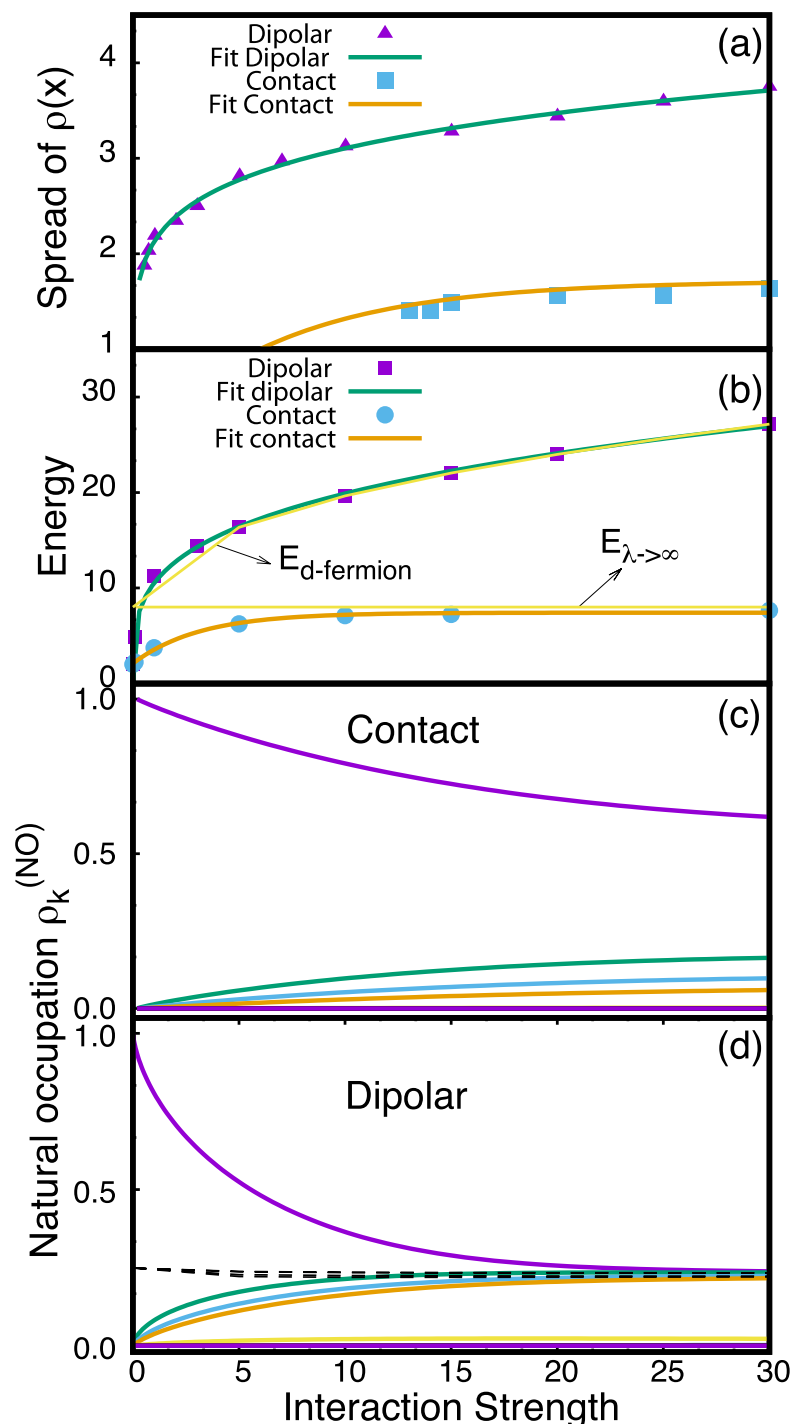 (a)
Dipolar
Fit Dipolar
Contact
Fit Contact
4
3
2
1
Spread of ρ(x)
(b)
Dipolar
Fit dipolar
Contact
Fit contact
30
20
10
0
Energy
E_d-fermion
E_λ->∞
(c)
Contact
1.0
0.5
0.0
Natural occupation ρ_k^(NO)
(d)
Dipolar
1.0
0.5
0.0
0 5 10 15 20 25 30
Interaction Strength